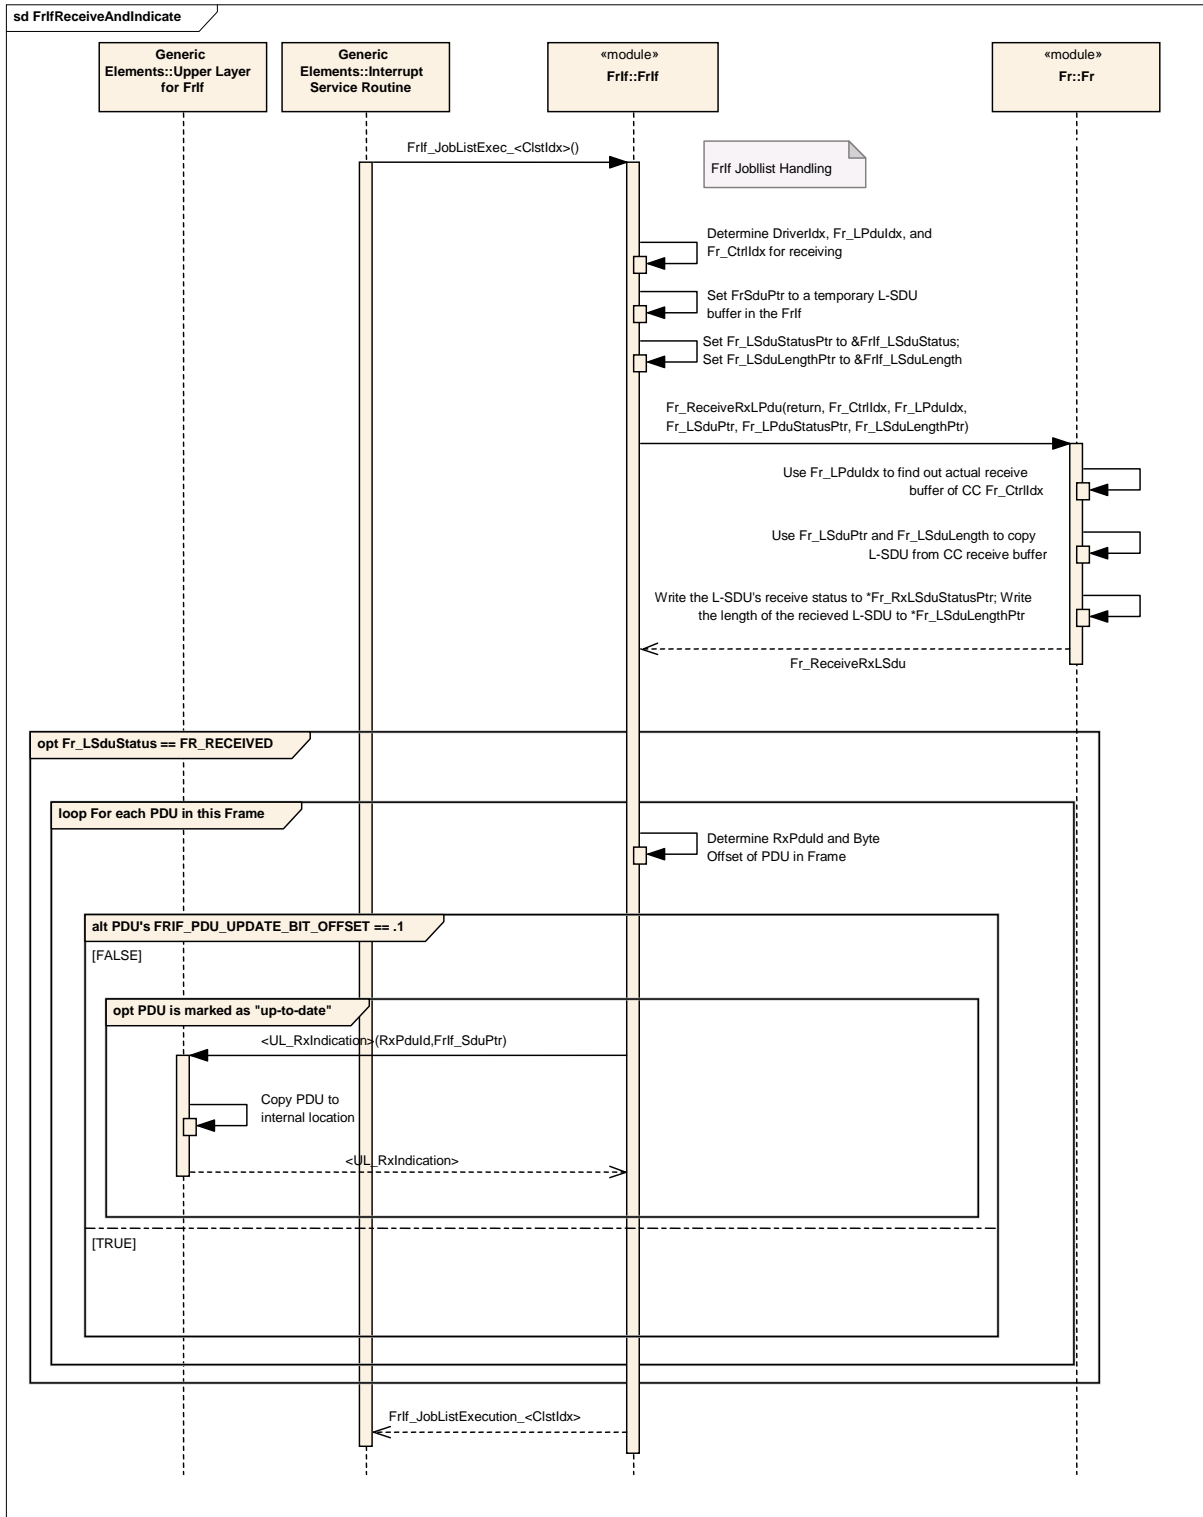 sd FrIfReceiveAndIndicate
Generic
Elements::Upper Layer
for FrIf
Generic
Elements::Interrupt
Service Routine
«module»
FrIf::FrIf
«module»
Fr::Fr
FrIf_JobListExec_<ClstIdx>()
FrIf Jobllist Handling
Determine DriverIdx, Fr_LPduIdx, and
Fr_CtrlIdx for receiving
Set FrSduPtr to a temporary L-SDU
buffer in the FrIf
Set Fr_LSduStatusPtr to &FrIf_LSduStatus;
Set Fr_LSduLengthPtr to &FrIf_LSduLength
Fr_ReceiveRxLPdu(return, Fr_CtrlIdx, Fr_LPduIdx,
Fr_LSduPtr, Fr_LPduStatusPtr, Fr_LSduLengthPtr)
Use Fr_LPduIdx to find out actual receive
buffer of CC Fr_CtrlIdx
Use Fr_LSduPtr and Fr_LSduLength to copy
L-SDU from CC receive buffer
Write the L-SDU's receive status to *Fr_RxLSduStatusPtr; Write
the length of the recieved L-SDU to *Fr_LSduLengthPtr
Fr_ReceiveRxLSdu
opt Fr_LSduStatus == FR_RECEIVED
loop For each PDU in this Frame
Determine RxPduId and Byte
Offset of PDU in Frame
alt PDU's FRIF_PDU_UPDATE_BIT_OFFSET == .1
[FALSE]
opt PDU is marked as "up-to-date"
<UL_RxIndication>(RxPduId,FrIf_SduPtr)
Copy PDU to
internal location
<UL_RxIndication>
[TRUE]
FrIf_JobListExecution_<ClstIdx>